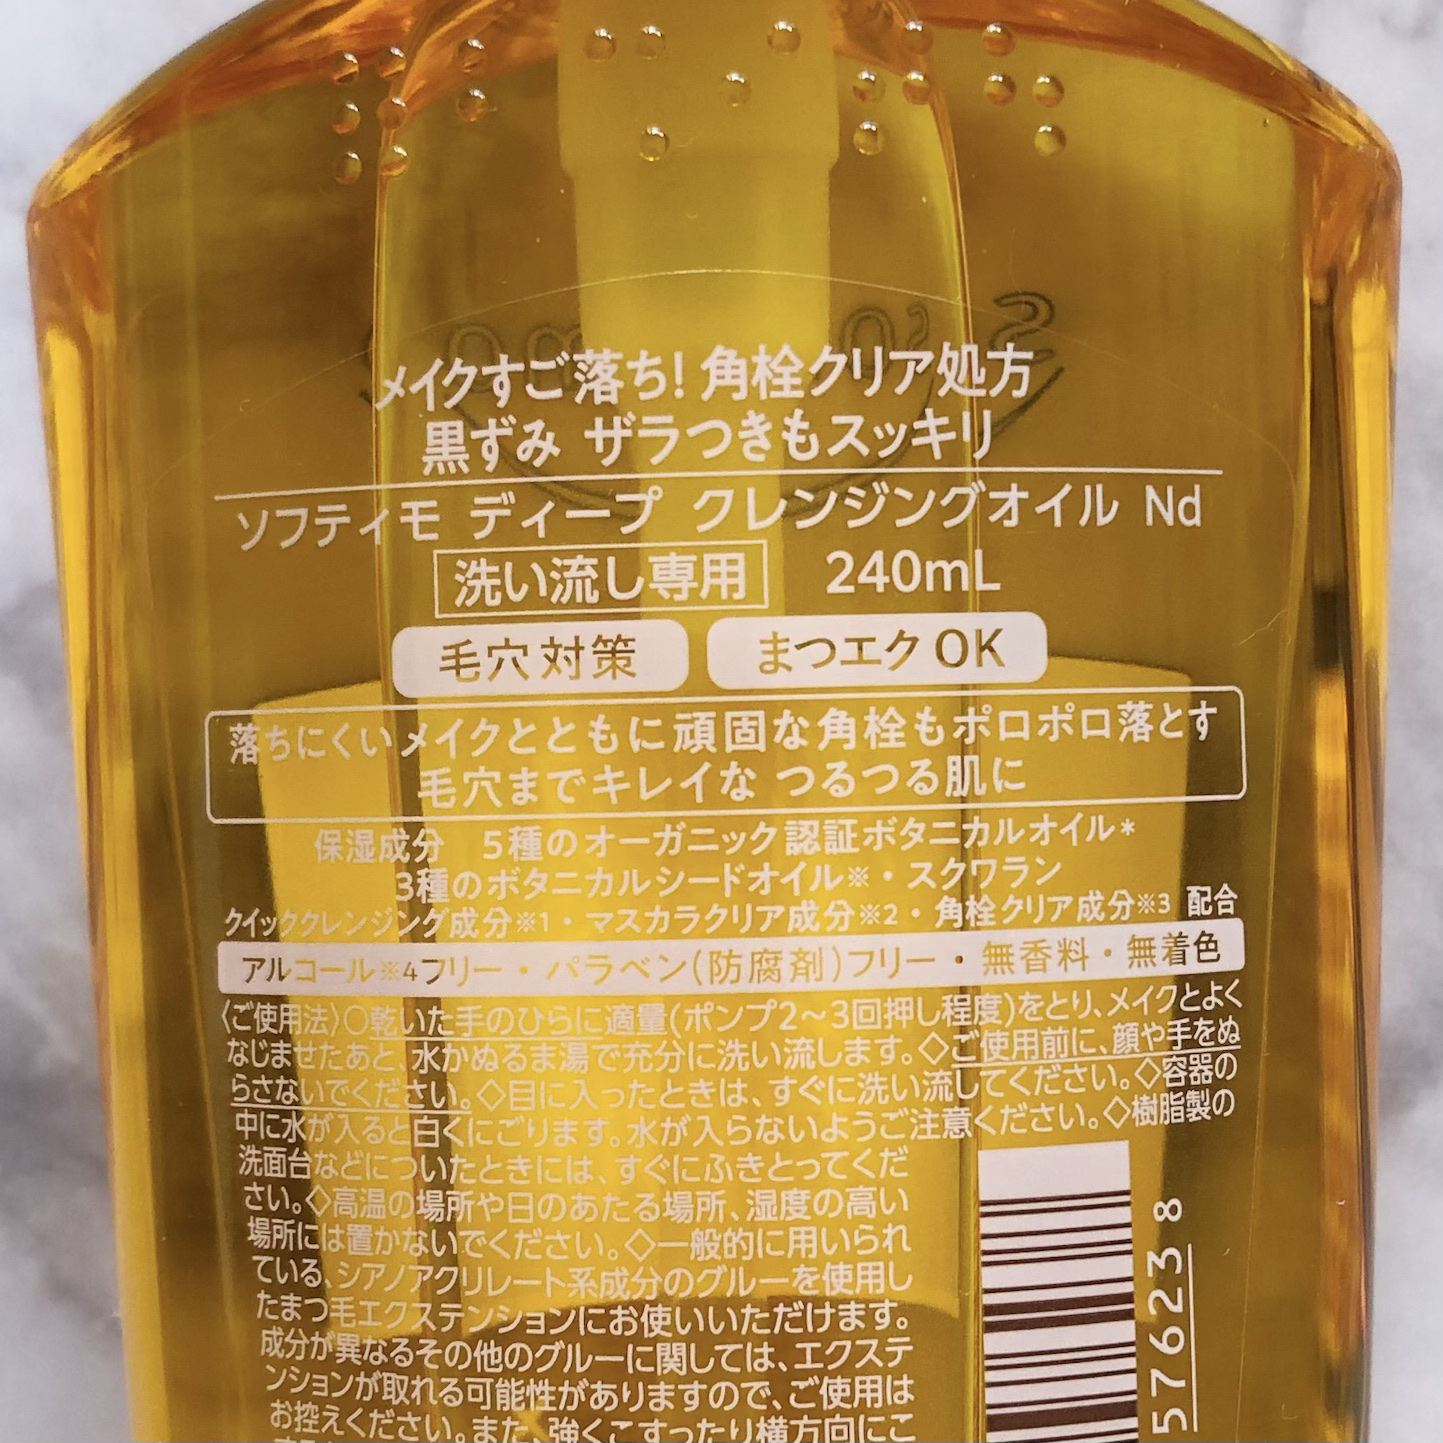 メイクすご落ち! 角栓クリア処方
黒ずみ ザラつきもスッキリ
ソフティモ ディープ クレンジングオイル Nd
洗い流し専用 240mL
毛穴対策 まつエク OK
落ちにくいメイクとともに頑固な角栓もポロポロ落とす
毛穴までキレイな つるつる肌に
保湿成分 5種のオーガニック認証ボタニカルオイル*
3種のボタニカルシードオイル※・スクワラン
クイッククレンジング成分※1・マスカラクリア成分※2・角栓クリア成分※3 配合
アルコール※4フリー・パラベン(防腐剤)フリー・無香料・無着色
〈ご使用法〉○乾いた手のひらに適量(ポンプ2〜3回押し程度)をとり、メイクとよく
なじませたあと、水かぬるま湯で充分に洗い流します。◇ご使用前に、顔や手をぬ
らさないでください。◇目に入ったときは、すぐに洗い流してください。◇容器の
中に水が入ると白くにごります。水が入らないようご注意ください。◇樹脂製の
洗面台などについたときには、すぐにふきとってくだ
さい。◇高温の場所や日のあたる場所、湿度の高い
場所には置かないでください。◇一般的に用いられ
ている、シアノアクリレート系成分のグルーを使用し
たまつ毛エクステンションにお使いいただけます。
成分が異なるその他のグルーに関しては、エクステ
ンションが取れる可能性がありますので、ご使用は
お控えください。また、強くこすったり横方向にこ
57623 8